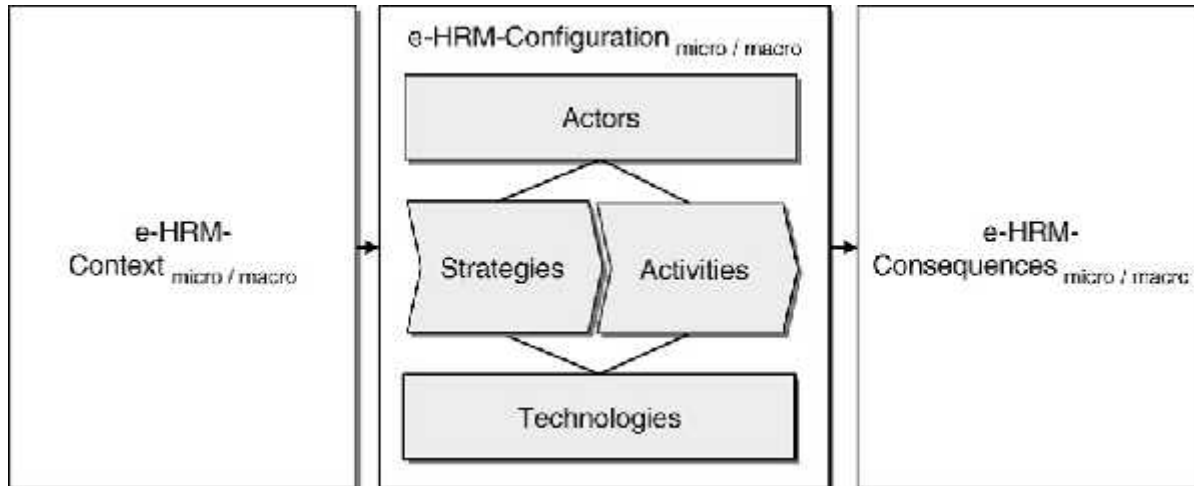 e-HRM-
Context micro / macro
e-HRM-Configuration micro / macro
Actors
Strategies
Activities
Technologies
e-HRM-
Consequences micro / macro